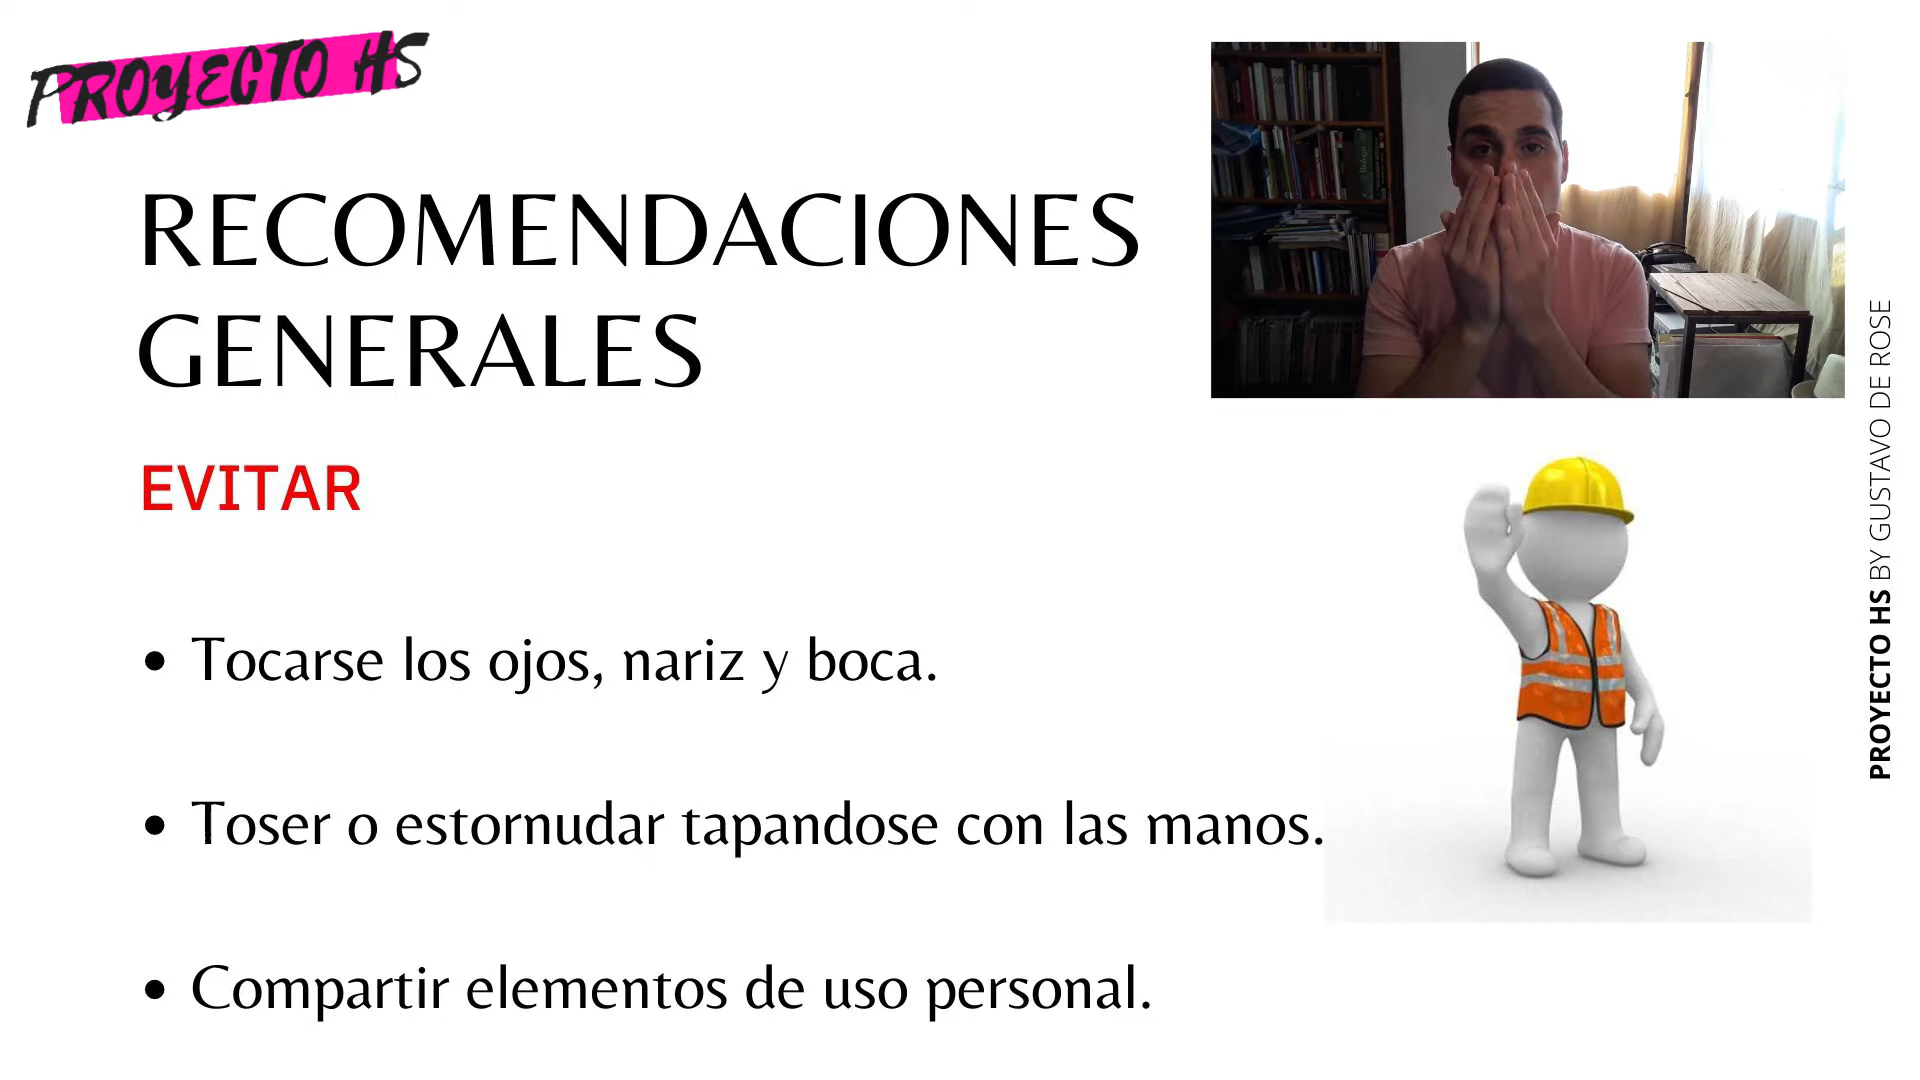 PROYECTO HS
RECOMENDACIONES
GENERALES
EVITAR
• Tocarse los ojos, nariz y boca.
• Toser o estornudar tapandose con las manos.
• Compartir elementos de uso personal.
PROYECTO HS BY GUSTAVO DE ROSE